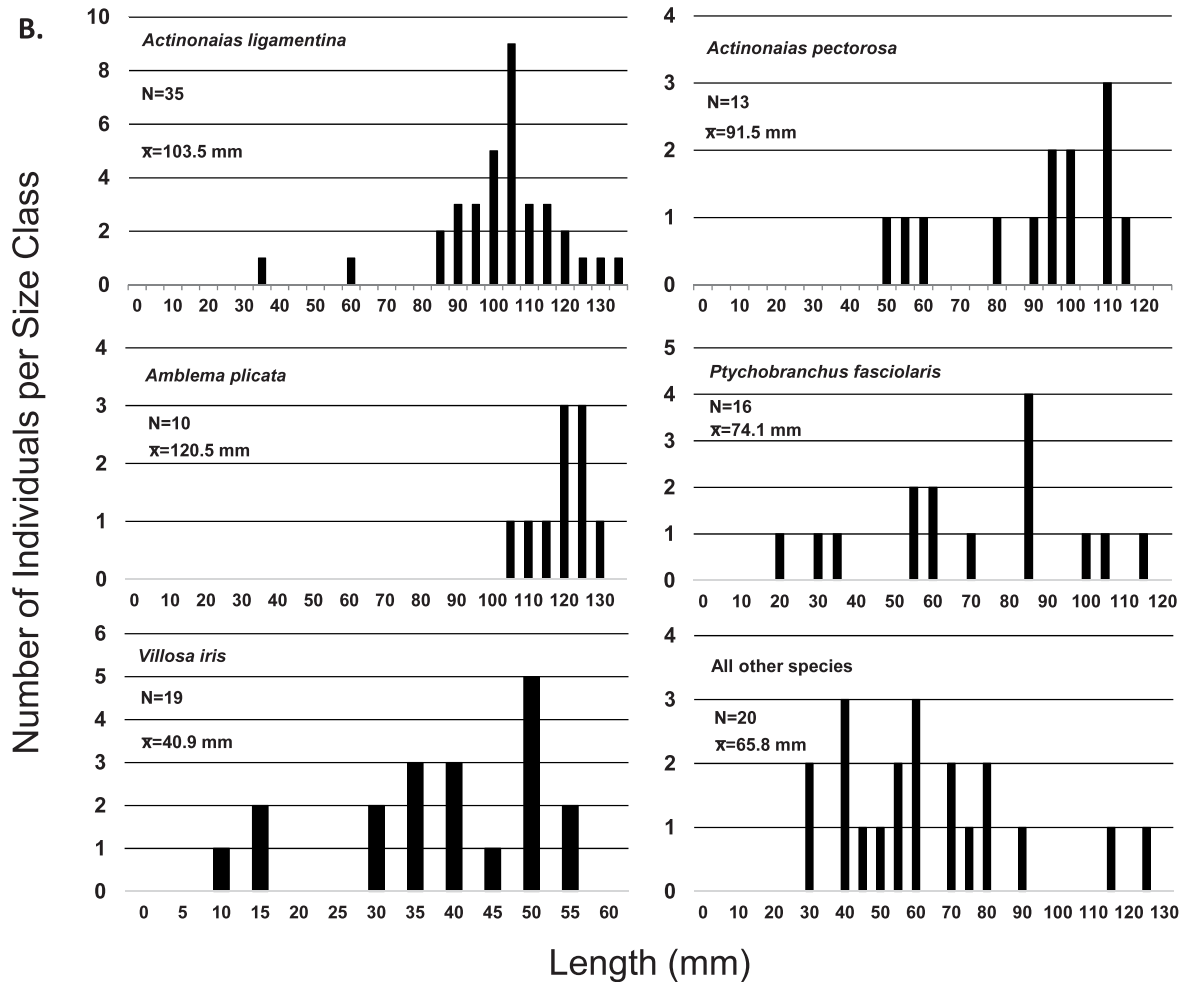 B.
Number of Individuals per Size Class
10
8
6
4
2
0
Actinonaias ligamentina
N=35
x̅=103.5 mm
0 10 20 30 40 50 60 70 80 90 100 110 120 130
4
3
2
1
0
Actinonaias pectorosa
N=13
x̅=91.5 mm
0 10 20 30 40 50 60 70 80 90 100 110 120
4
3
2
1
0
Amblema plicata
N=10
x̅=120.5 mm
0 10 20 30 40 50 60 70 80 90 100 110 120 130
5
4
3
2
1
0
Ptychobranchus fasciolaris
N=16
x̅=74.1 mm
0 10 20 30 40 50 60 70 80 90 100 110 120
6
5
4
3
2
1
0
Villosa iris
N=19
x̅=40.9 mm
0 5 10 15 20 25 30 35 40 45 50 55 60
4
3
2
1
0
All other species
N=20
x̅=65.8 mm
0 10 20 30 40 50 60 70 80 90 100 110 120 130
Length (mm)